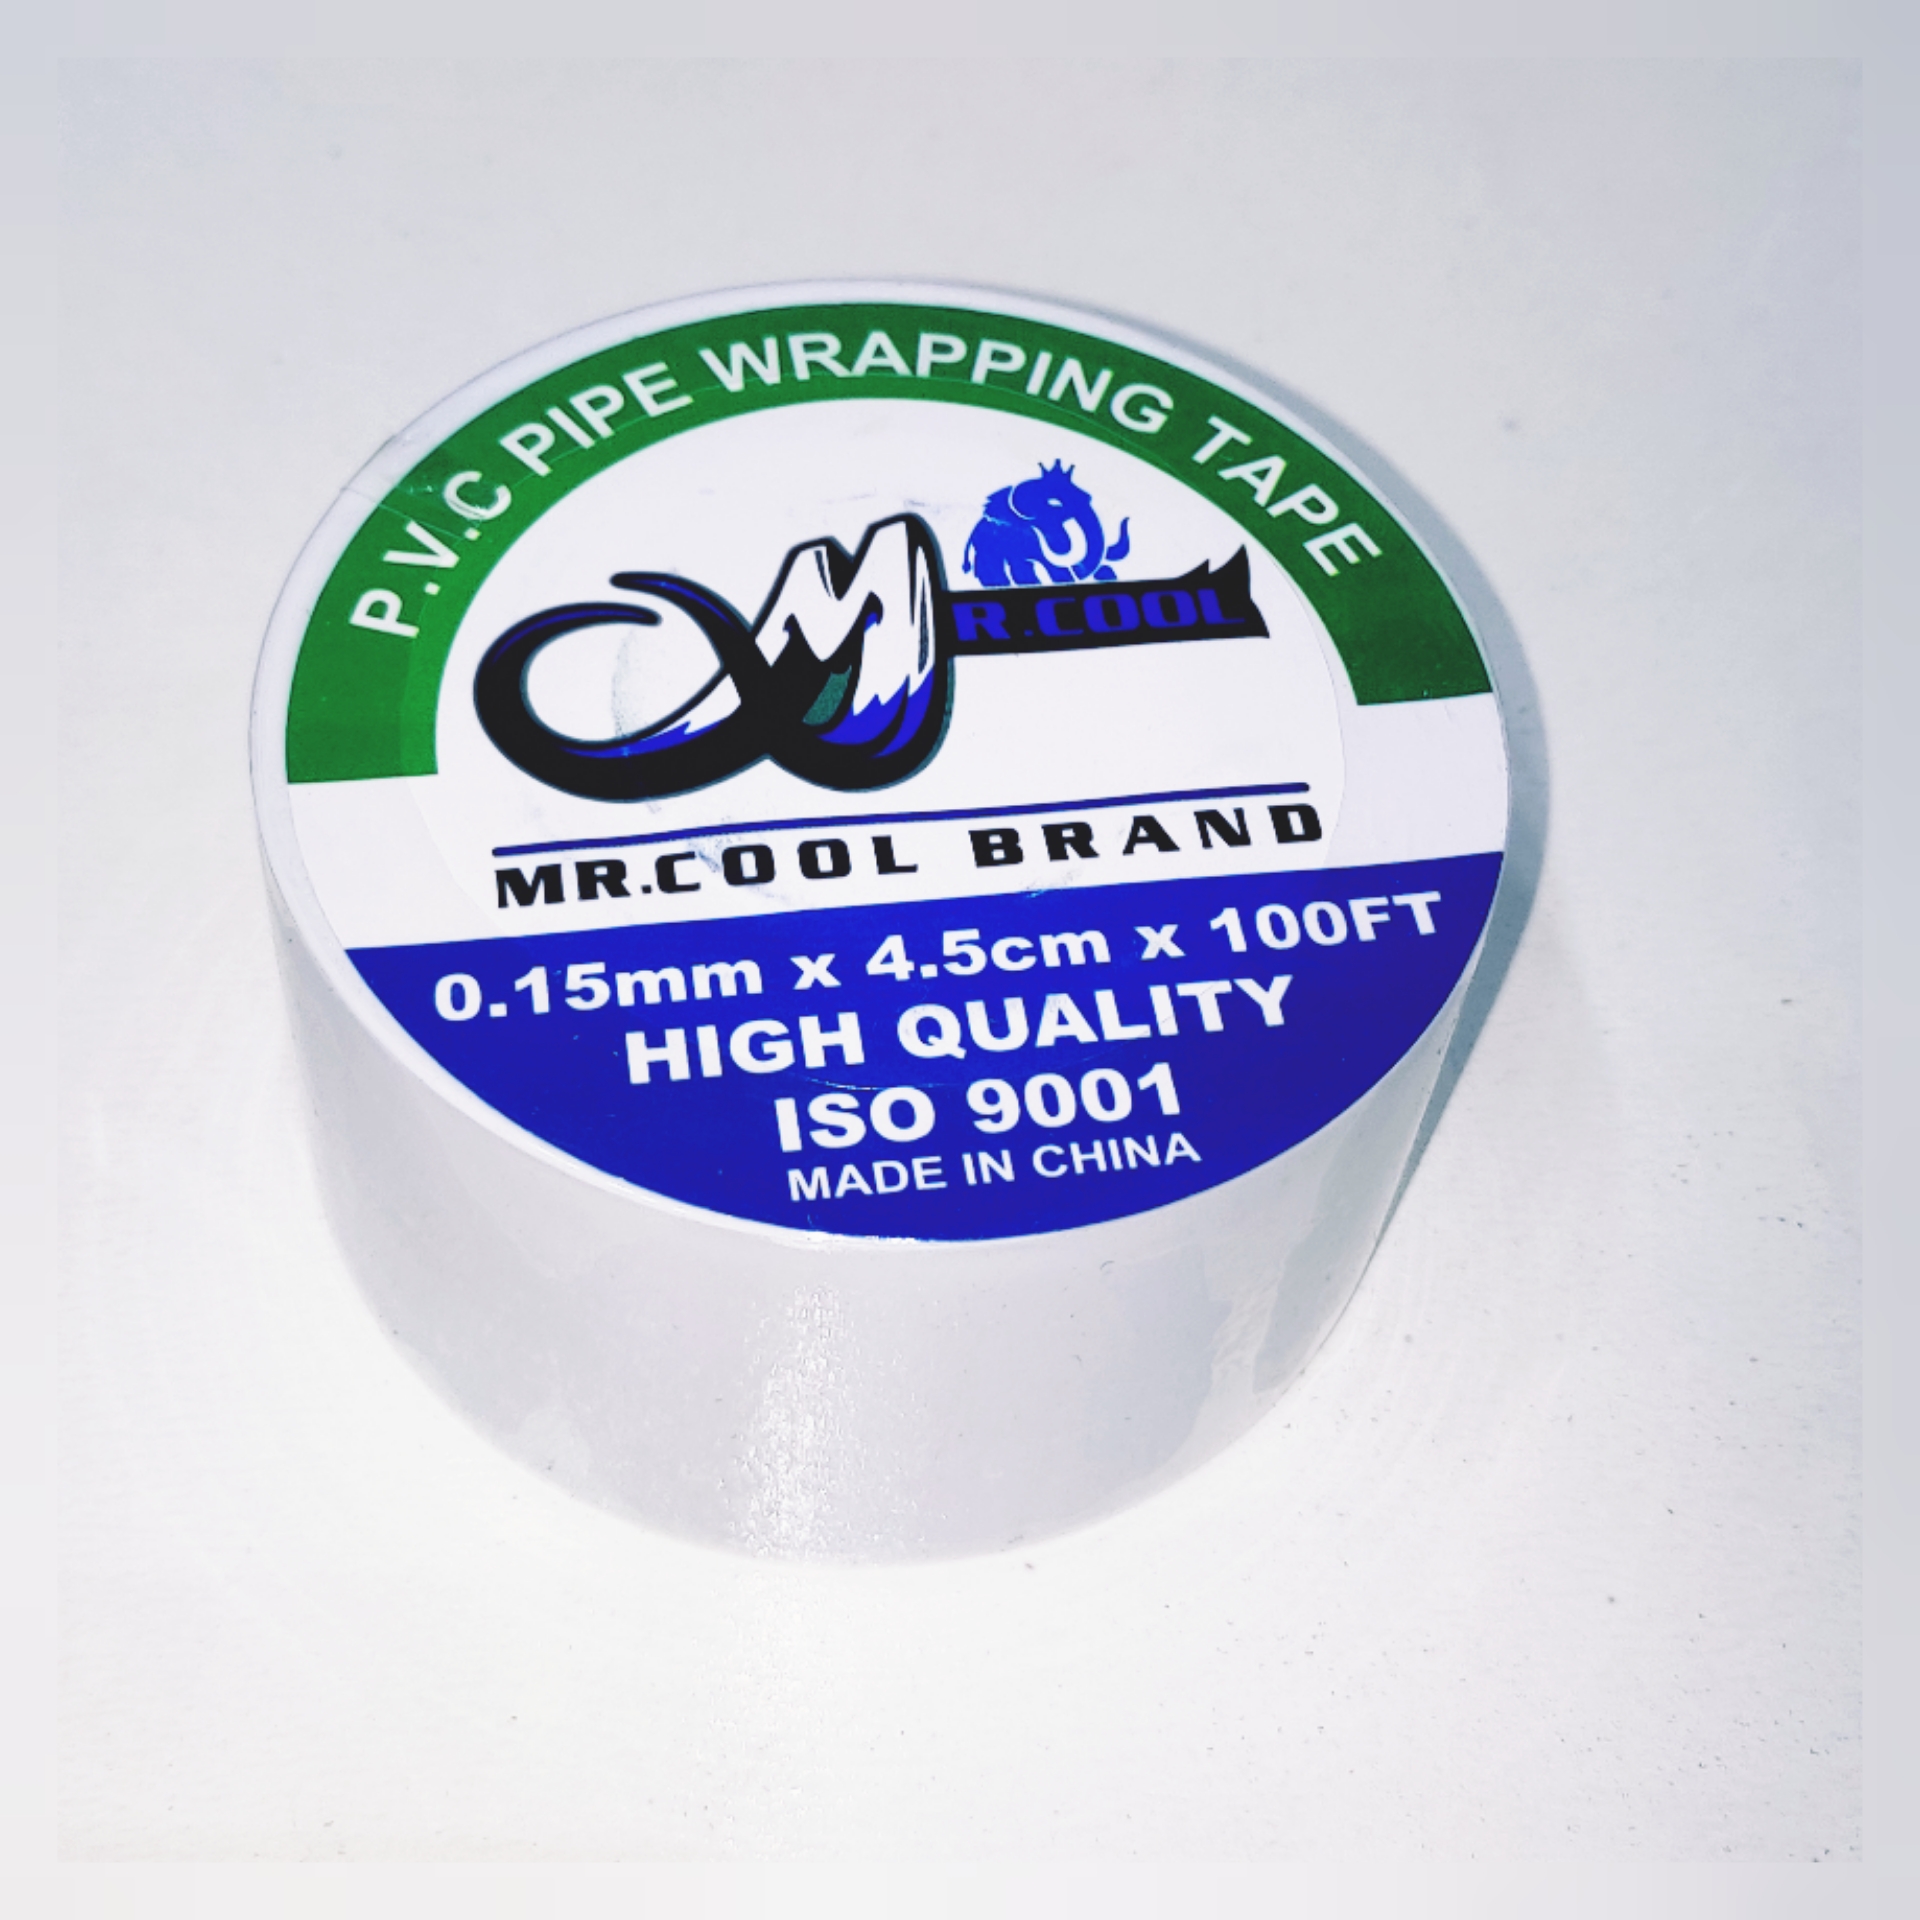 P.V.C PIPE WRAPPING TAPE
MR.COOL
MR.COOL BRAND
0.15mm x 4.5cm x 100FT
HIGH QUALITY
ISO 9001
MADE IN CHINA